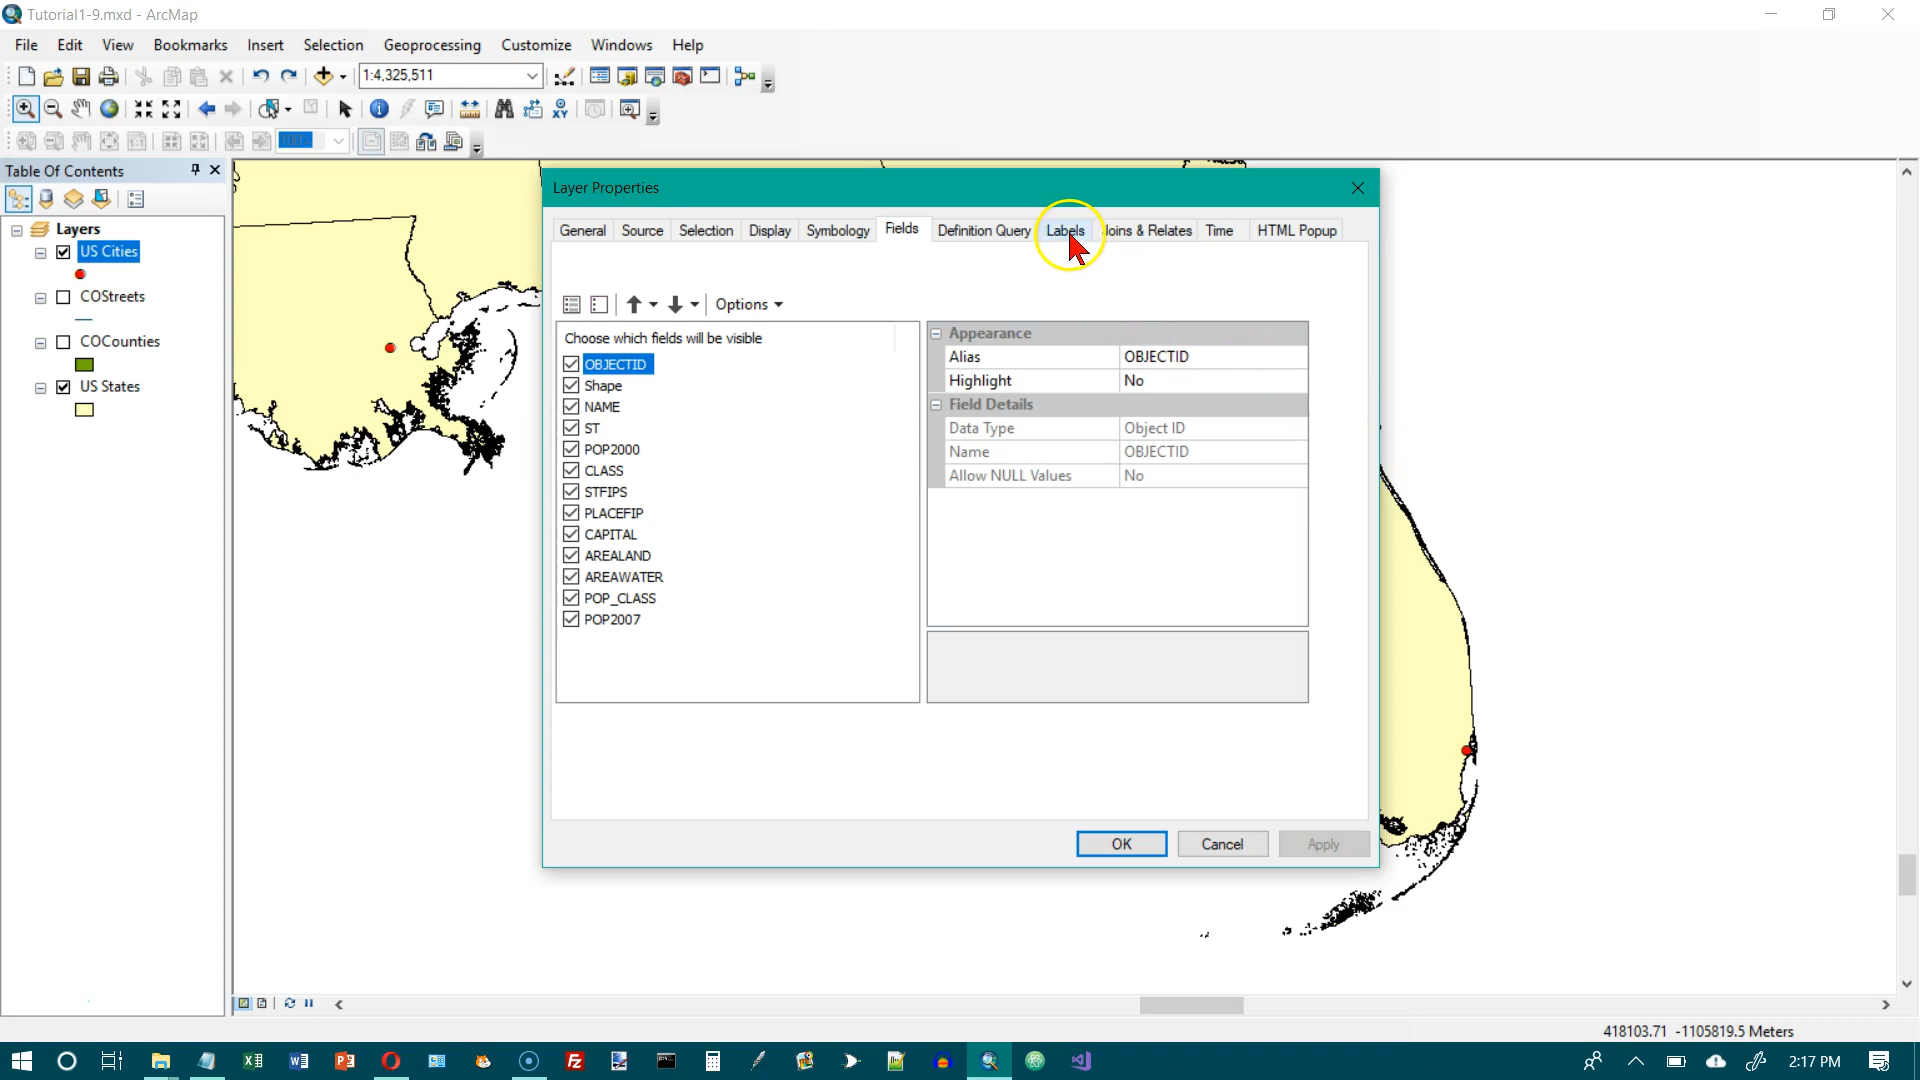 Tutorial1-9.mxd - ArcMap
File Edit View Bookmarks Insert Selection Geoprocessing Customize Windows Help
1:4,325,511
Table Of Contents
Layers
US Cities
COStreets
COCounties
US States
Layer Properties
General Source Selection Display Symbology Fields Definition Query Labels Joins & Relates Time HTML Popup
Options
Choose which fields will be visible
OBJECTID
Shape
NAME
ST
POP2000
CLASS
STFIPS
PLACEFIP
CAPITAL
AREALAND
AREAWATER
POP_CLASS
POP2007
Appearance
Alias OBJECTID
Highlight No
Field Details
Data Type Object ID
Name OBJECTID
Allow NULL Values No
OK Cancel Apply
418103.71 -1105819.5 Meters
2:17 PM